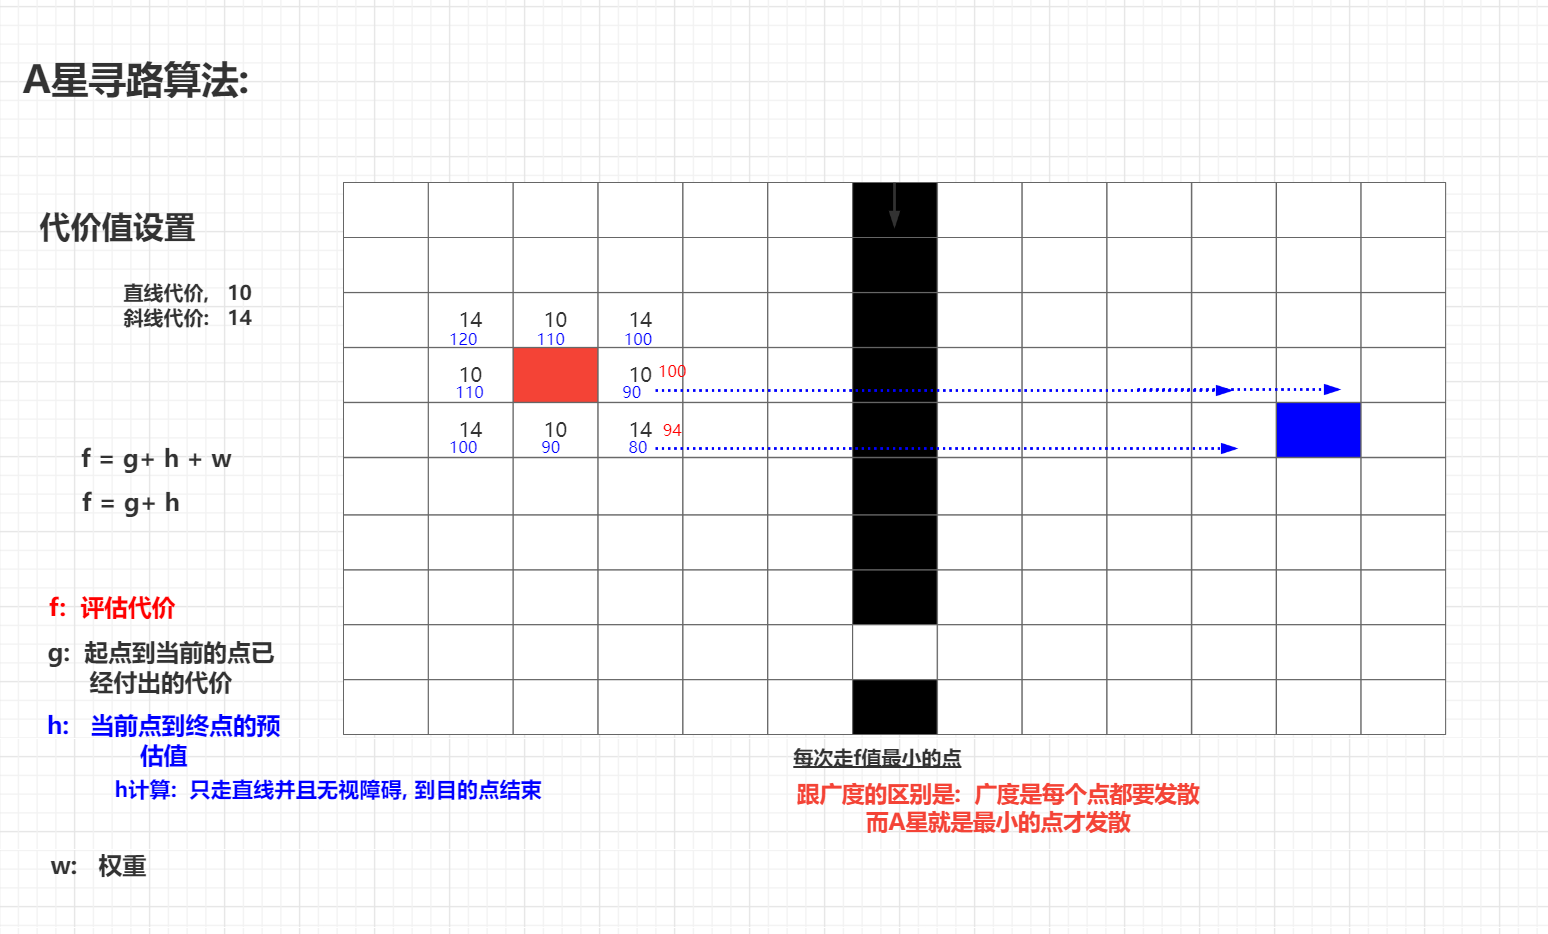 A星寻路算法:
代价值设置
直线代价, 10
斜线代价: 14
14 10 14
120 110 100
10 10 100
110 90
14 10 14 94
100 90 80
f = g+ h + w
f = g+ h
f: 评估代价
g: 起点到当前的点已
经付出的代价
h: 当前点到终点的预
估值
h计算: 只走直线并且无视障碍, 到目的点结束
w: 权重
每次走f值最小的点
跟广度的区别是: 广度是每个点都要发散
而A星就是最小的点才发散